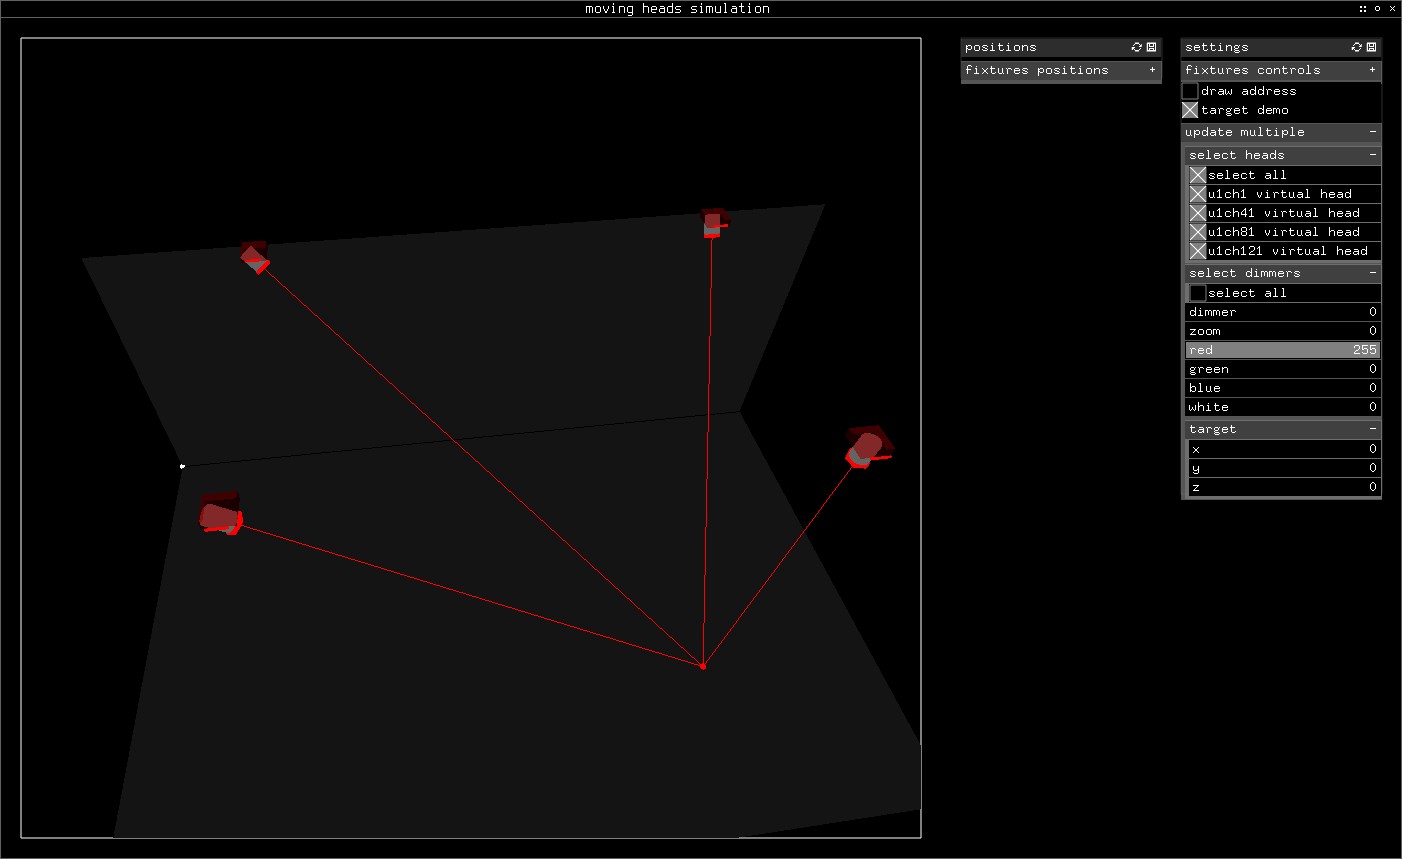 moving heads simulation
positions
fixtures positions +
settings
fixtures controls +
draw address
target demo
update multiple -
select heads -
select all
u1ch1 virtual head
u1ch41 virtual head
u1ch81 virtual head
u1ch121 virtual head
select dimmers -
select all
dimmer 0
zoom 0
red 255
green 0
blue 0
white 0
target -
x 0
y 0
z 0